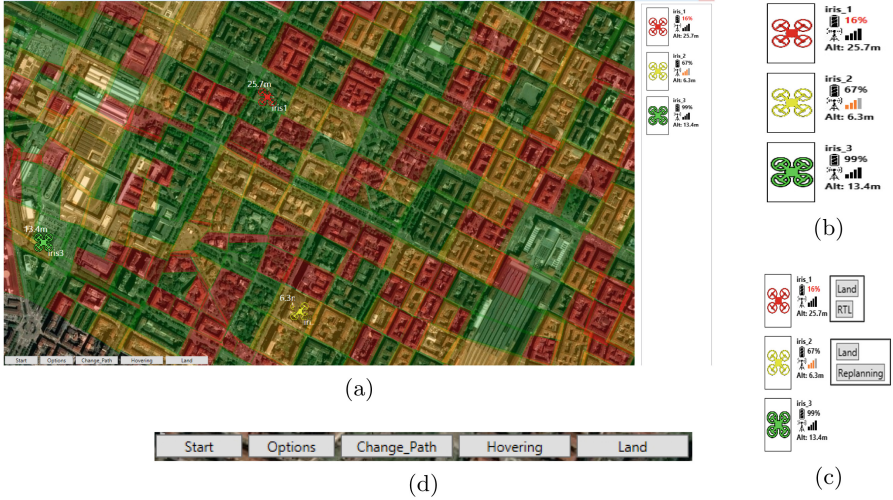 25.7m
iris1
13.4m
iris3
6.3
Start Options Change_Path Hovering Land
iris_1
16%
Alt: 25.7m
iris_2
67%
Alt: 6.3m
iris_3
99%
Alt: 13.4m
(a)
iris_1
16%
Alt: 25.7m
iris_2
67%
Alt: 6.3m
iris_3
99%
Alt: 13.4m
(b)
iris_1
16%
Alt: 25.7m
Land
RTL
iris_2
67%
Alt: 6.3m
Land
Replanning
iris_3
99%
Alt: 13.4m
(c)
Start Options Change_Path Hovering Land
(d)